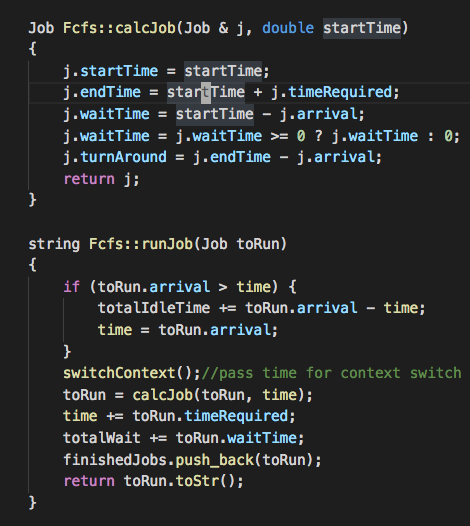 Job Fcfs::calcJob(Job & j, double startTime)
{
    j.startTime = startTime;
    j.endTime = startTime + j.timeRequired;
    j.waitTime = startTime - j.arrival;
    j.waitTime = j.waitTime >= 0 ? j.waitTime : 0;
    j.turnAround = j.endTime - j.arrival;
    return j;
}

string Fcfs::runJob(Job toRun)
{
    if (toRun.arrival > time) {
        totalIdleTime += toRun.arrival - time;
        time = toRun.arrival;
    }
    switchContext();//pass time for context switch
    toRun = calcJob(toRun, time);
    time += toRun.timeRequired;
    totalWait += toRun.waitTime;
    finishedJobs.push_back(toRun);
    return toRun.toStr();
}